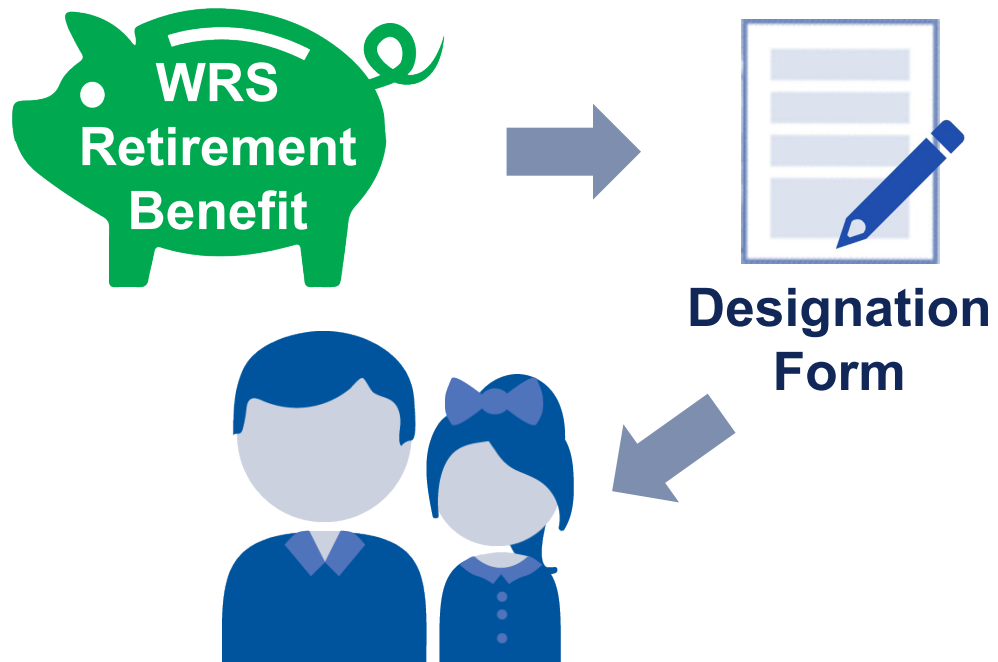 WRS
Retirement
Benefit
Designation
Form